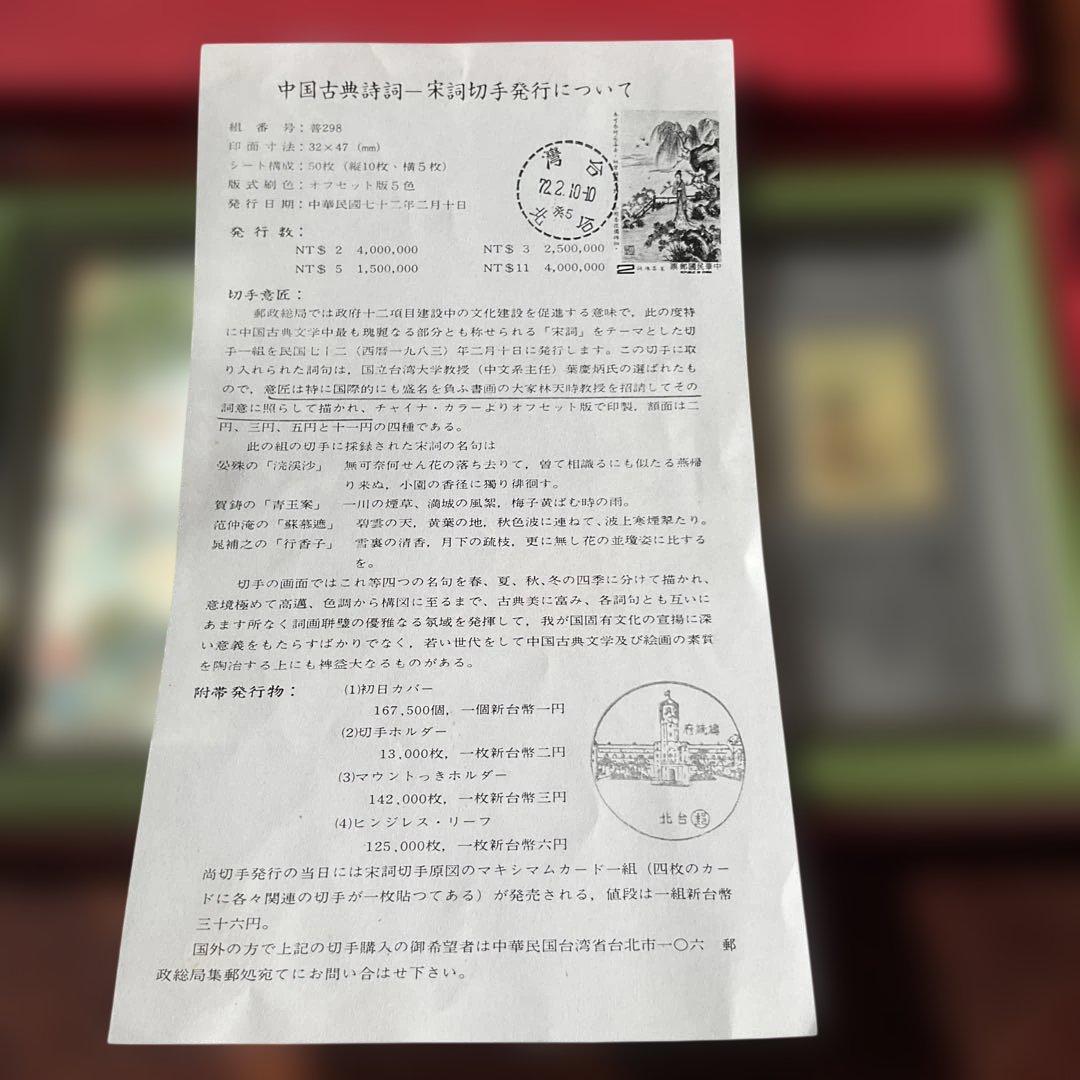 中国古典詩詞—宋詞切手発行について
組番号：普298
印面寸法：32×47 (mm)
シート構成：50枚（縦10枚、横5枚）
版式刷色：オフセット版5色
発行日期：中華民國七十二年二月十日
台灣
72.2.10-10
癸5
台北
2
中華民國郵票
REPUBLIC OF CHINA
発行数：
NT$ 2 4,000,000 NT$ 3 2,500,000
NT$ 5 1,500,000 NT$11 4,000,000
切手意匠：
郵政総局では政府十二項目建設中の文化建設を促進する意味で，此の度特
に中国古典文学中最も瑰麗なる部分とも称せられる「宋詞」をテーマとした切
手一組を民国七十二（西暦一九八三）年二月十日に発行します。この切手に取
り入れられた詞句は，国立台湾大学教授（中文系主任）葉慶炳氏の選ばれたも
ので，意匠は特に国際的にも盛名を負ふ書画の大家林天時教授を招請してその
詞意に照らして描かれ，チャイナ・カラーよりオフセット版で印製，額面は二
円、三円、五円と十一円の四種である。
此の組の切手に採録された宋詞の名句は
晏殊の「浣溪沙」 無可奈何せん花の落ち去りて，曽て相識るにも似たる燕帰
り来ぬ，小園の香径に獨り徘徊す。
賀鋳の「青玉案」 一川の煙草、満城の風絮，梅子黄ばむ時の雨。
范仲淹の「蘇慕遮」 碧雲の天，黄葉の地，秋色波に連ねて、波上寒煙翠たり。
晁補之の「行香子」 雪裏の清香，月下の疏枝，更に無し花の並瓊姿に比する
を。
切手の画面ではこれ等四つの名句を春、夏、秋、冬の四季に分けて描かれ、
意境極めて高邁、色調から構図に至るまで、古典美に富み、各詞句とも互いに
あます所なく詞画聯璧の優雅なる氛域を発揮して，我が国固有文化の宣揚に深
い意義をもたらすばかりでなく，若い世代をして中国古典文学及び絵画の素質
を陶冶する上にも裨益大なるものがある。
附帯発行物：
(1)初日カバー
167,500個，一個新台幣一円
(2)切手ホルダー
13,000枚，一枚新台幣二円
(3)マウントっきホルダー
142,000枚，一枚新台幣三円
(4)ヒンジレス・リーフ
125,000枚，一枚新台幣六円
總統府
台北
郵
尚切手発行の当日には宋詞切手原図のマキシマムカード一組（四枚のカー
ドに各々関連の切手が一枚貼つてある）が発売される，値段は一組新台幣
三十六円。
国外の方で上記の切手購入の御希望者は中華民国台湾省台北市一〇六 郵
政総局集郵処宛てにお問い合はせ下さい。